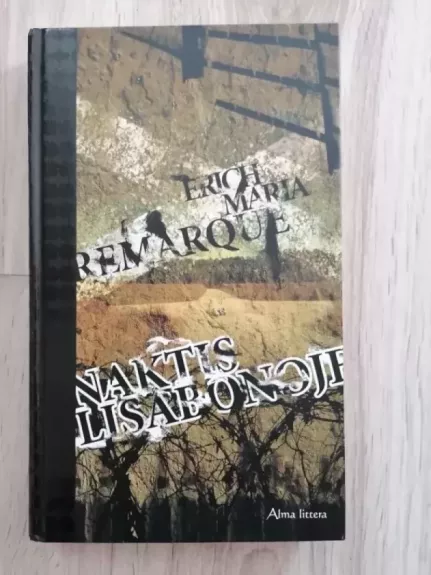 ERICH
MARIA
REMARQUE
NAKTIS
LISABONOJE
Alma littera